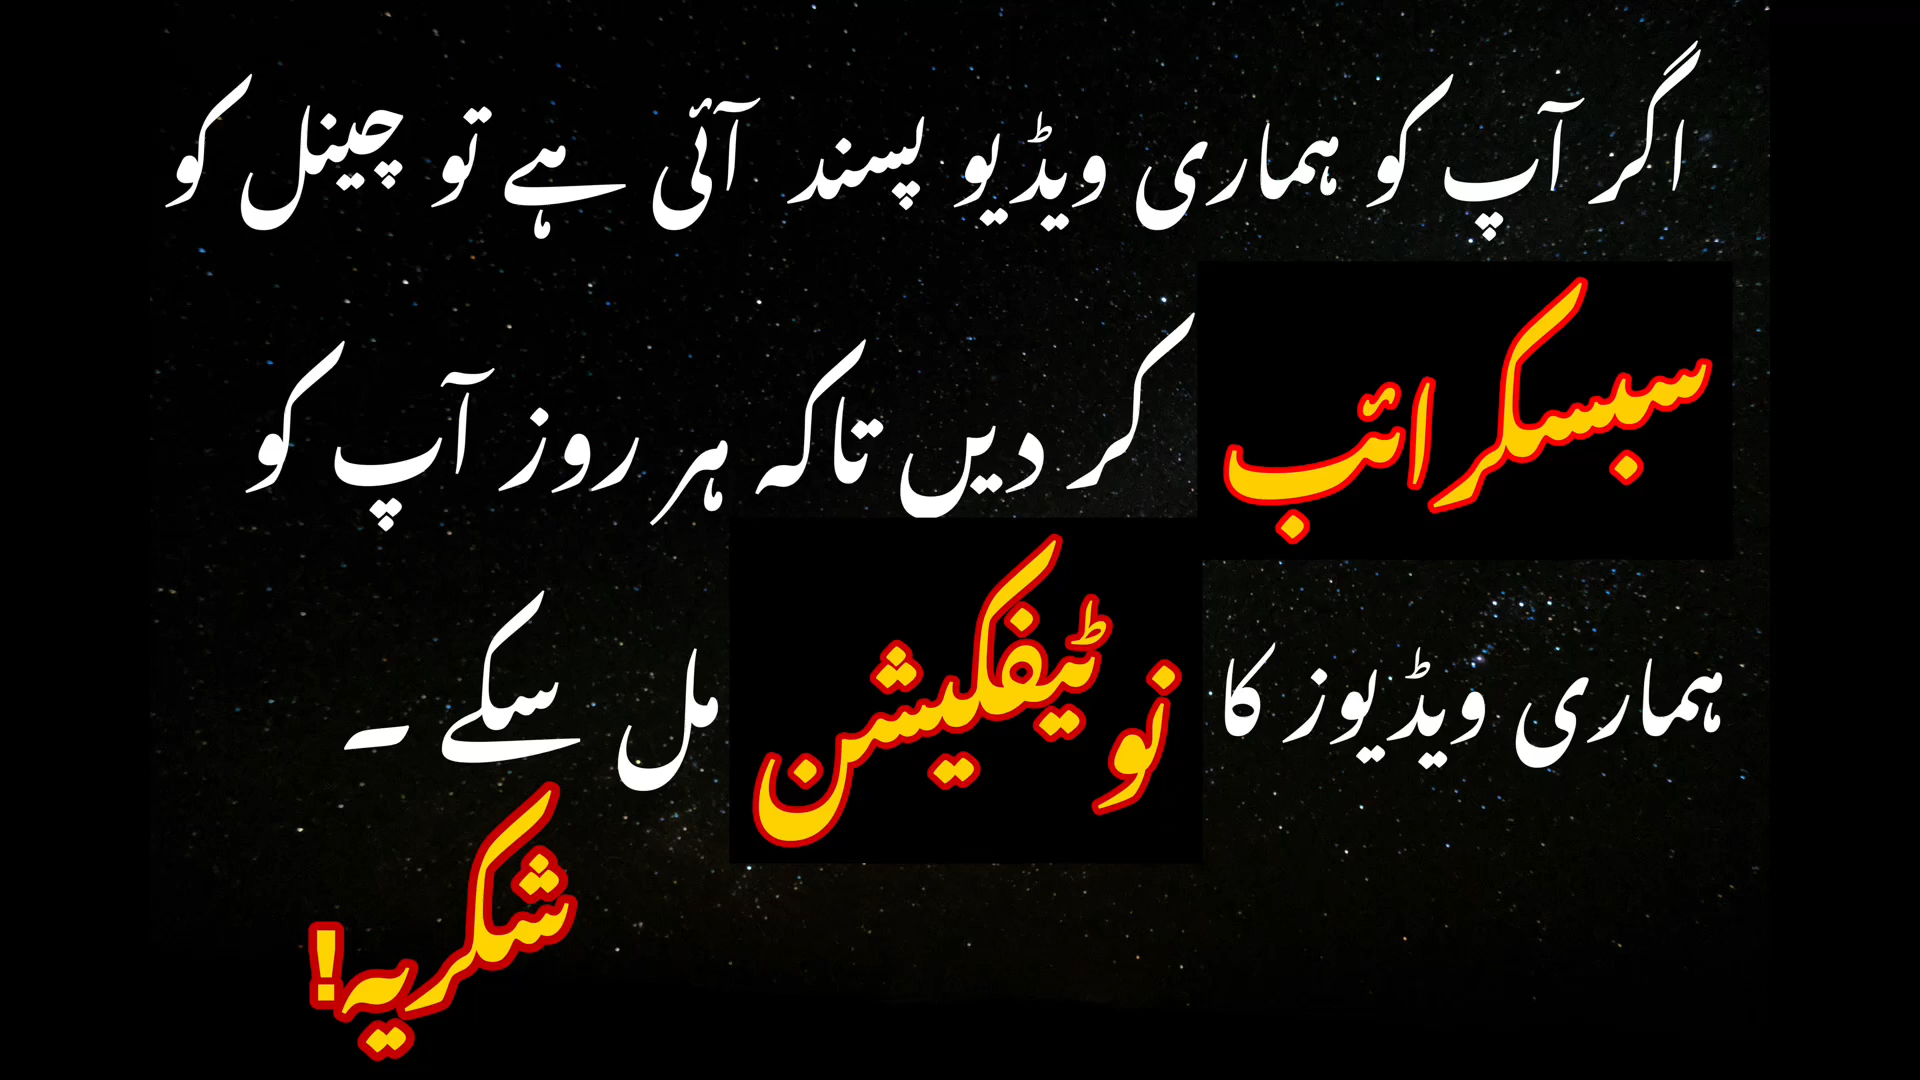 اگر آپ کو ہماری ویڈیو پسند آئی ہے تو چینل کو
سبسکرائب کر دیں تاکہ ہر روز آپ کو
ہماری ویڈیوز کا نوٹیفکیشن مل سکے ۔
شکریہ!